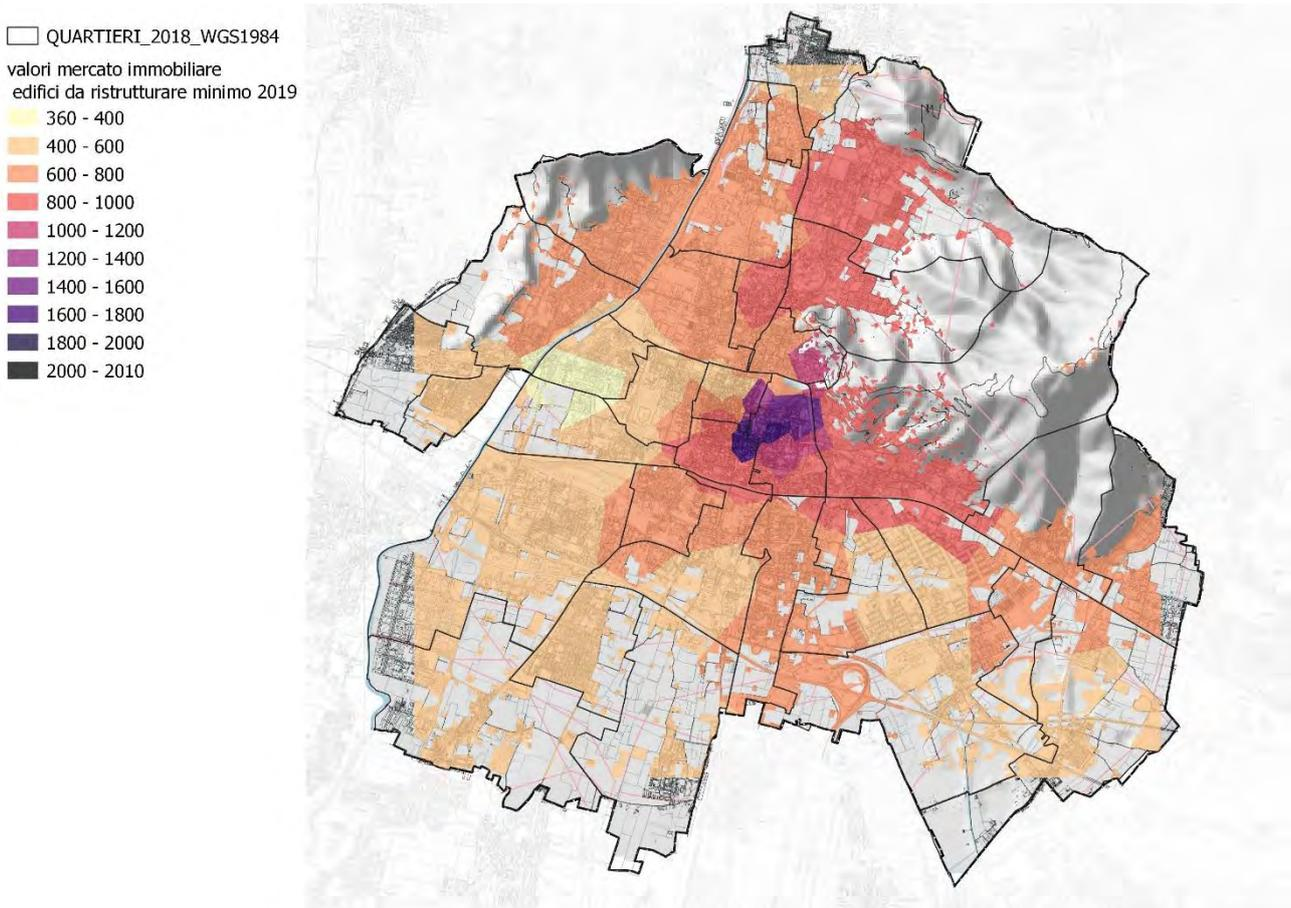 QUARTIERI_2018_WGS1984
valori mercato immobiliare
edifici da ristrutturare minimo 2019
360 - 400
400 - 600
600 - 800
800 - 1000
1000 - 1200
1200 - 1400
1400 - 1600
1600 - 1800
1800 - 2000
2000 - 2010